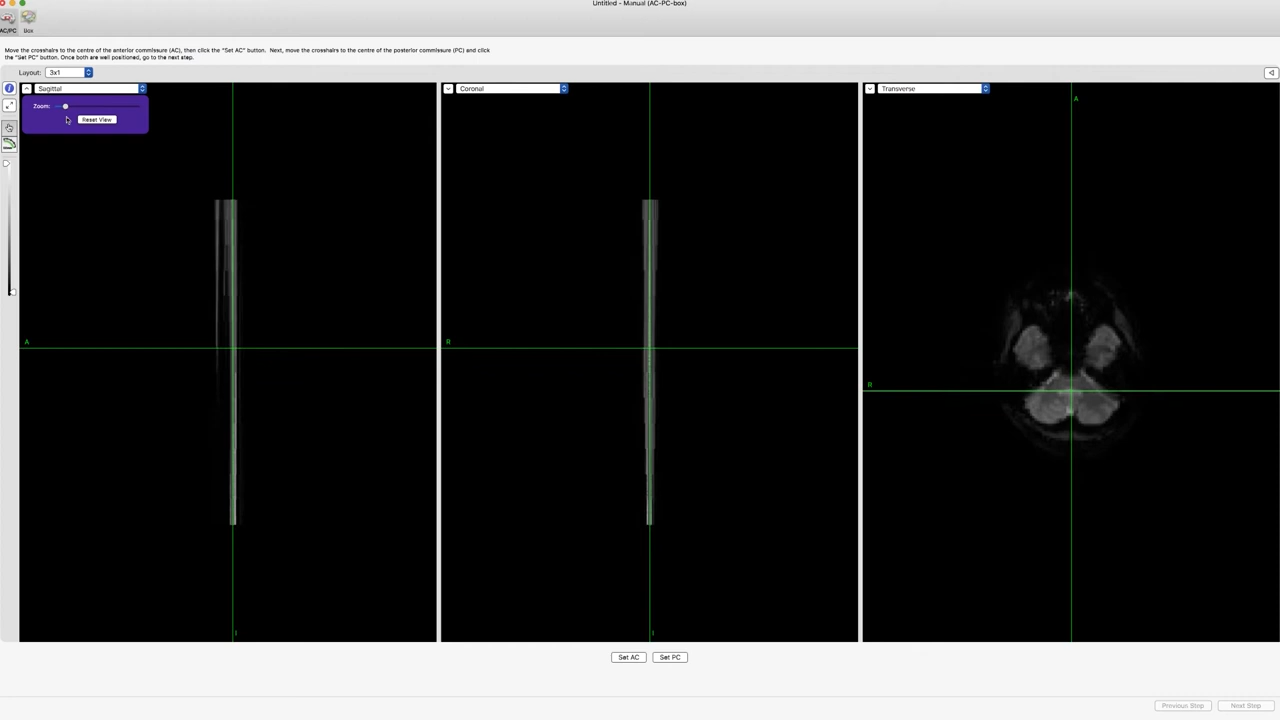 Untitled - Manual (AC-PC-box)
AC/PC
Box
Move the crosshairs to the centre of the anterior commissure (AC), then click the "Set AC" button. Next, move the crosshairs to the centre of the posterior commissure (PC) and click
the "Set PC" button. Once both are well positioned, go to the next step.
Layout: 3x1
Sagittal
Coronal
Transverse
Zoom:
Reset View
A
A
R
R
I
I
Set AC
Set PC
Previous Step
Next Step